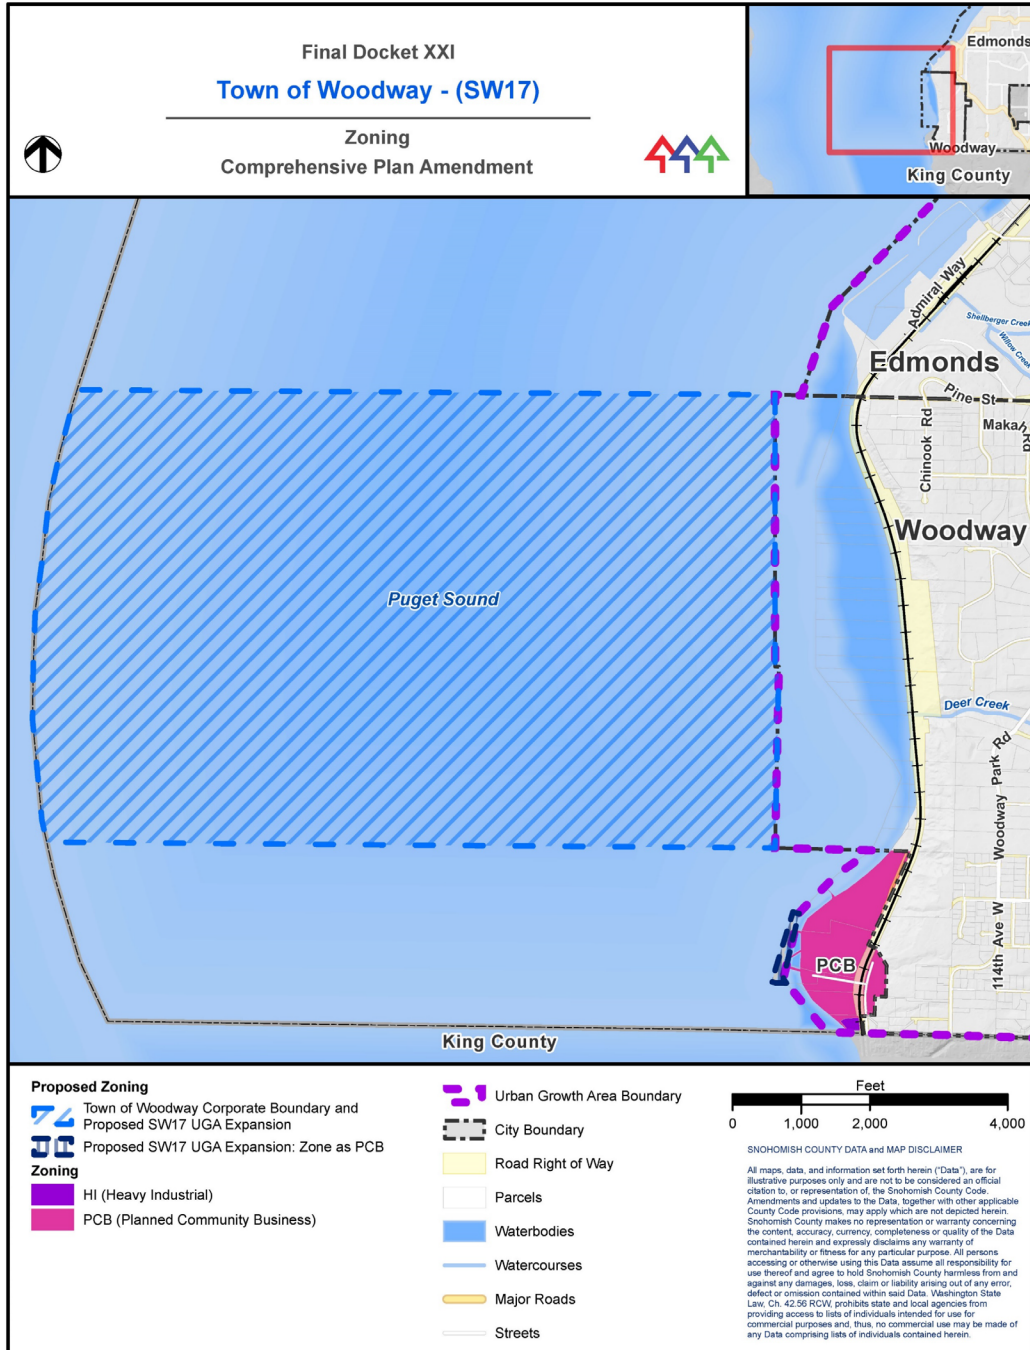 Final Docket XXI
Town of Woodway - (SW17)
Zoning
Comprehensive Plan Amendment
Edmonds
Woodway
King County
Admiral Way
Shellberger Creek
Willow Creek
Edmonds
Pine St
Makah Rd
Chinook Rd
Woodway
Puget Sound
Deer Creek
Woodway Park Rd
114th Ave W
PCB
King County
Proposed Zoning
Town of Woodway Corporate Boundary and
Proposed SW17 UGA Expansion
Proposed SW17 UGA Expansion: Zone as PCB
Zoning
HI (Heavy Industrial)
PCB (Planned Community Business)
Urban Growth Area Boundary
City Boundary
Road Right of Way
Parcels
Waterbodies
Watercourses
Major Roads
Streets
Feet
0 1,000 2,000 4,000
SNOHOMISH COUNTY DATA and MAP DISCLAIMER
All maps, data, and information set forth herein ("Data"), are for
illustrative purposes only and are not to be considered an official
citation to, or representation of, the Snohomish County Code.
Amendments and updates to the Data, together with other applicable
County Code provisions, may apply which are not depicted herein.
Snohomish County makes no representation or warranty concerning
the content, accuracy, currency, completeness or quality of the Data
contained herein and expressly disclaims any warranty of
merchantability or fitness for any particular purpose. All persons
accessing or otherwise using this Data assume all responsibility for
use thereof and agree to hold Snohomish County harmless from and
against any damages, loss, claim or liability arising out of any error,
defect or omission contained within said Data. Washington State
Law, Ch. 42.56 RCW, prohibits state and local agencies from
providing access to lists of individuals intended for use for
commercial purposes and, thus, no commercial use may be made of
any Data comprising lists of individuals contained herein.